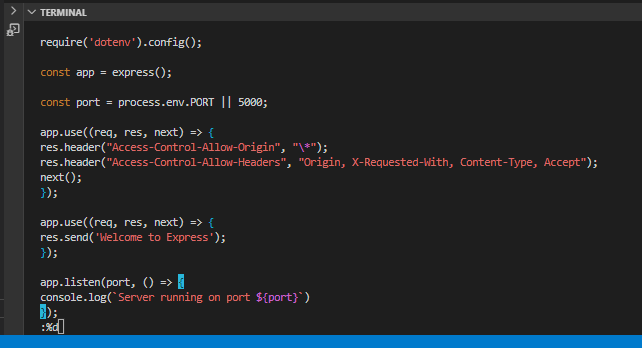 TERMINAL
require('dotenv').config();
const app = express();
const port = process.env.PORT || 5000;
app.use((req, res, next) => {
res.header("Access-Control-Allow-Origin", "\*");
res.header("Access-Control-Allow-Headers", "Origin, X-Requested-With, Content-Type, Accept");
next();
});
app.use((req, res, next) => {
res.send('Welcome to Express');
});
app.listen(port, () => {
console.log(`Server running on port ${port}`)
});
:%d